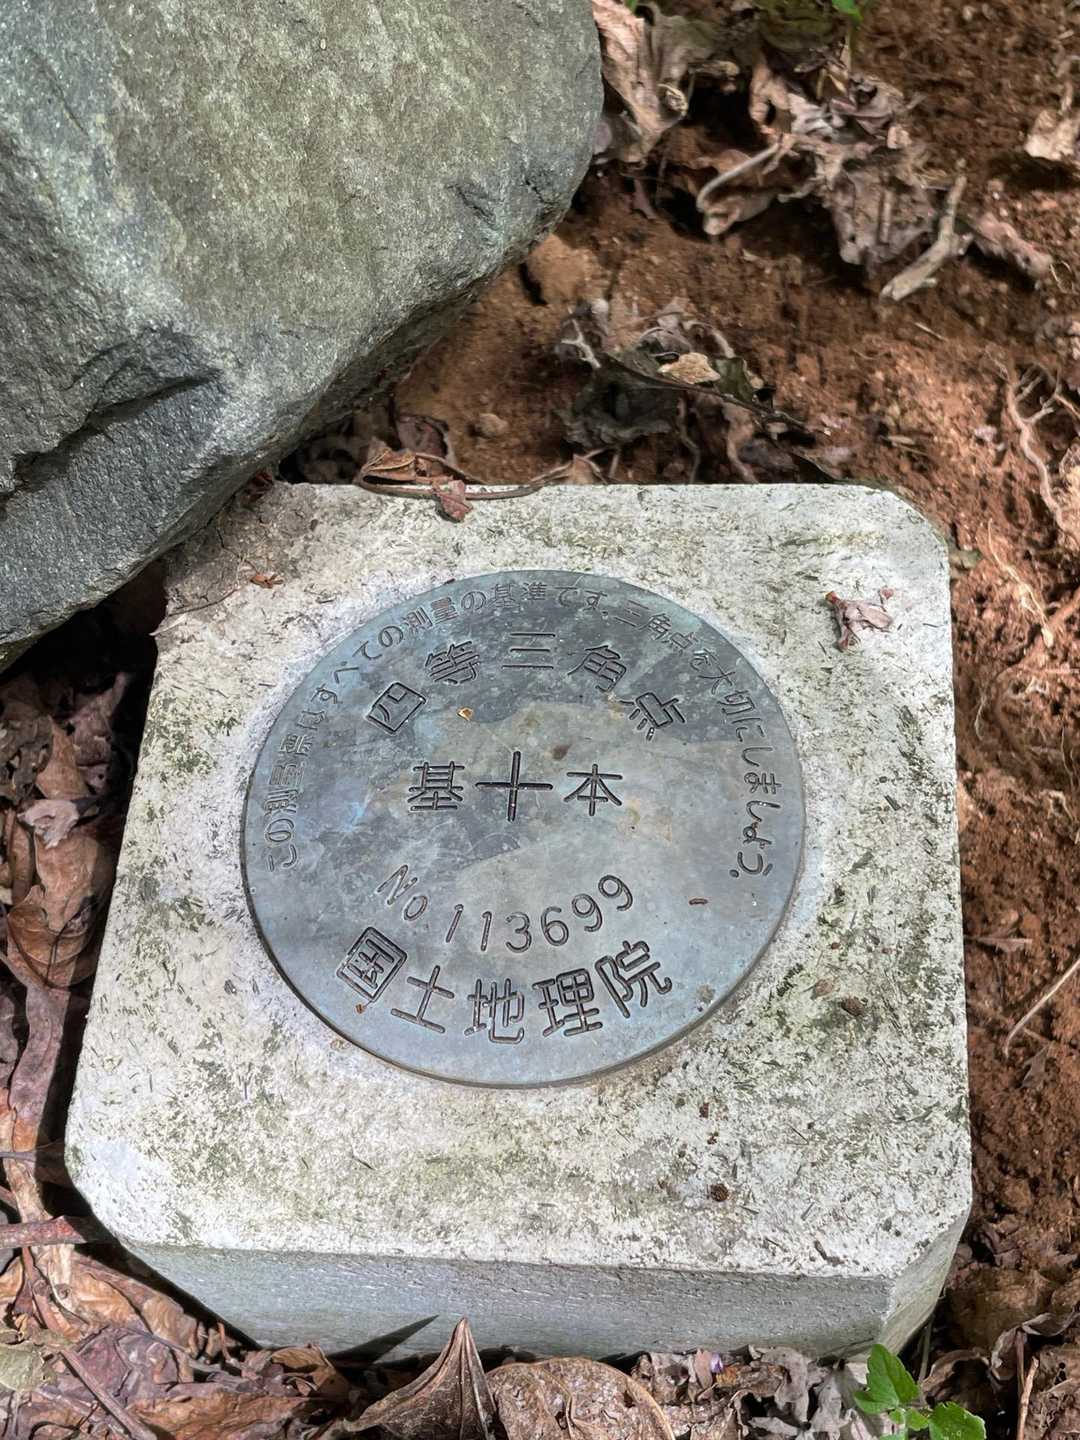 この測量標はすべての測量の基準です。三角点を大切にしましょう。
四等三角点
基本
No 113699
国土地理院